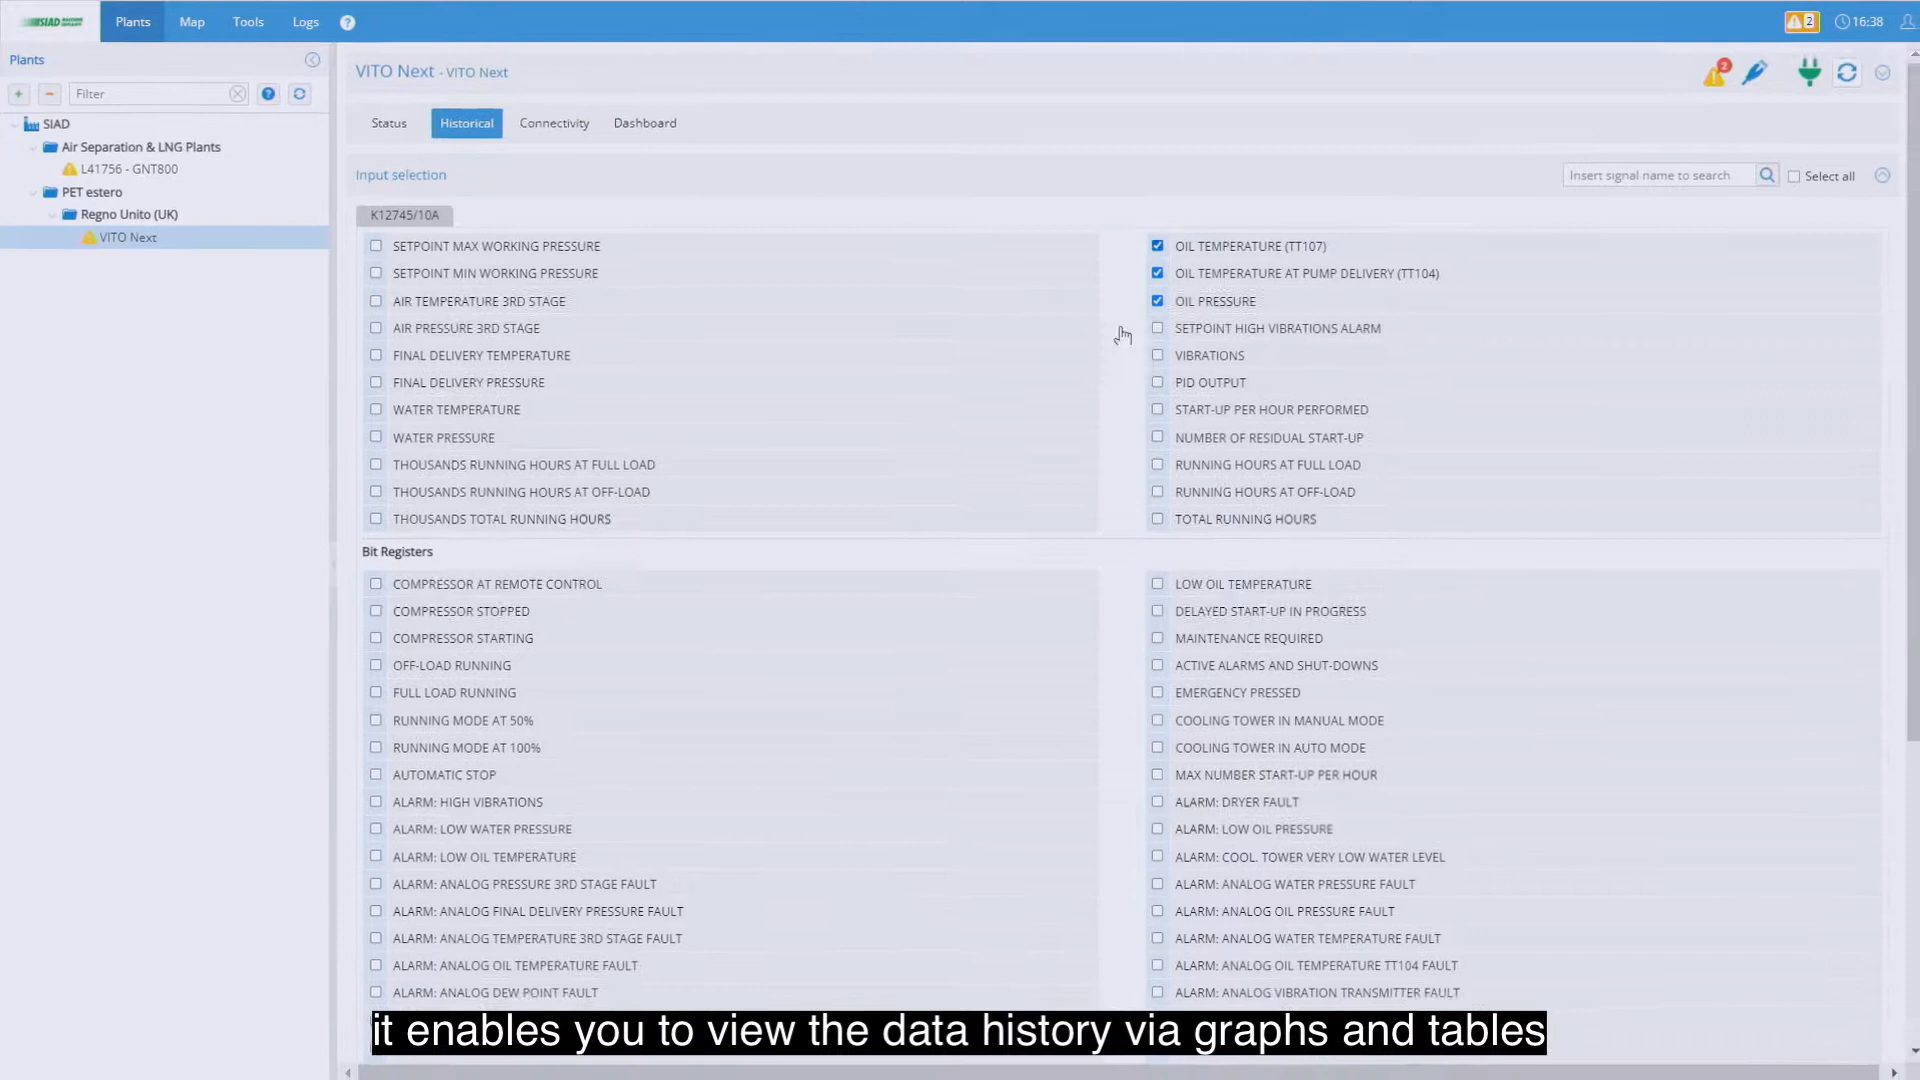 SIAD
Plants Map Tools Logs ? 2 16:38
Plants
Filter
SIAD
Air Separation & LNG Plants
L41756 - GNT800
PET estero
Regno Unito (UK)
VITO Next
VITO Next - VITO Next
2
Status Historical Connectivity Dashboard
Input selection
Insert signal name to search Select all
K12745/10A
SETPOINT MAX WORKING PRESSURE
SETPOINT MIN WORKING PRESSURE
AIR TEMPERATURE 3RD STAGE
AIR PRESSURE 3RD STAGE
FINAL DELIVERY TEMPERATURE
FINAL DELIVERY PRESSURE
WATER TEMPERATURE
WATER PRESSURE
THOUSANDS RUNNING HOURS AT FULL LOAD
THOUSANDS RUNNING HOURS AT OFF-LOAD
THOUSANDS TOTAL RUNNING HOURS
OIL TEMPERATURE (TT107)
OIL TEMPERATURE AT PUMP DELIVERY (TT104)
OIL PRESSURE
SETPOINT HIGH VIBRATIONS ALARM
VIBRATIONS
PID OUTPUT
START-UP PER HOUR PERFORMED
NUMBER OF RESIDUAL START-UP
RUNNING HOURS AT FULL LOAD
RUNNING HOURS AT OFF-LOAD
TOTAL RUNNING HOURS
Bit Registers
COMPRESSOR AT REMOTE CONTROL
COMPRESSOR STOPPED
COMPRESSOR STARTING
OFF-LOAD RUNNING
FULL LOAD RUNNING
RUNNING MODE AT 50%
RUNNING MODE AT 100%
AUTOMATIC STOP
ALARM: HIGH VIBRATIONS
ALARM: LOW WATER PRESSURE
ALARM: LOW OIL TEMPERATURE
ALARM: ANALOG PRESSURE 3RD STAGE FAULT
ALARM: ANALOG FINAL DELIVERY PRESSURE FAULT
ALARM: ANALOG TEMPERATURE 3RD STAGE FAULT
ALARM: ANALOG OIL TEMPERATURE FAULT
ALARM: ANALOG DEW POINT FAULT
LOW OIL TEMPERATURE
DELAYED START-UP IN PROGRESS
MAINTENANCE REQUIRED
ACTIVE ALARMS AND SHUT-DOWNS
EMERGENCY PRESSED
COOLING TOWER IN MANUAL MODE
COOLING TOWER IN AUTO MODE
MAX NUMBER START-UP PER HOUR
ALARM: DRYER FAULT
ALARM: LOW OIL PRESSURE
ALARM: COOL. TOWER VERY LOW WATER LEVEL
ALARM: ANALOG WATER PRESSURE FAULT
ALARM: ANALOG OIL PRESSURE FAULT
ALARM: ANALOG WATER TEMPERATURE FAULT
ALARM: ANALOG OIL TEMPERATURE TT104 FAULT
ALARM: ANALOG VIBRATION TRANSMITTER FAULT
it enables you to view the data history via graphs and tables